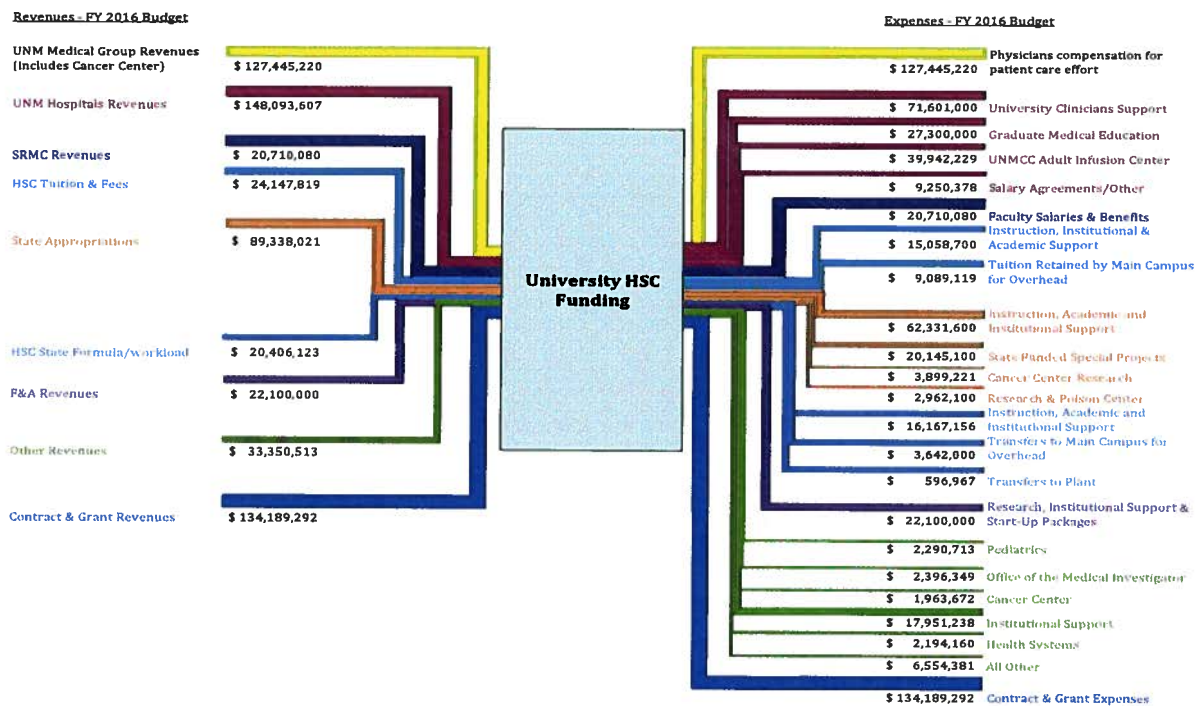 Revenues - FY 2016 Budget
UNM Medical Group Revenues
(Includes Cancer Center)
$ 127,445,220
UNM Hospitals Revenues
$ 148,093,607
SRMC Revenues
$ 20,710,080
HSC Tuition & Fees
$ 24,147,819
State Appropriations
$ 89,338,021
HSC State Formula/workload
$ 20,406,123
F&A Revenues
$ 22,100,000
Other Revenues
$ 33,350,513
Contract & Grant Revenues
$ 134,189,292
University HSC
Funding
Expenses - FY 2016 Budget
$ 127,445,220
Physicians compensation for
patient care effort
$ 71,601,000
University Clinicians Support
$ 27,300,000
Graduate Medical Education
$ 39,942,229
UNMCC Adult Infusion Center
$ 9,250,378
Salary Agreements/Other
$ 20,710,080
Faculty Salaries & Benefits
$ 15,058,700
Instruction, Institutional &
Academic Support
$ 9,089,119
Tuition Retained by Main Campus
for Overhead
$ 62,331,600
Instruction, Academic and
Institutional Support
$ 20,145,100
State Funded Special Projects
$ 3,899,221
Cancer Center Research
$ 2,962,100
Research & Poison Center
$ 16,167,156
Instruction, Academic and
Institutional Support
$ 3,642,000
Transfers to Main Campus for
Overhead
$ 596,967
Transfers to Plant
$ 22,100,000
Research, Institutional Support &
Start-Up Packages
$ 2,290,713
Pediatrics
$ 2,396,349
Office of the Medical Investigator
$ 1,963,672
Cancer Center
$ 17,951,238
Institutional Support
$ 2,194,160
Health Systems
$ 6,554,381
All Other
$ 134,189,292
Contract & Grant Expenses